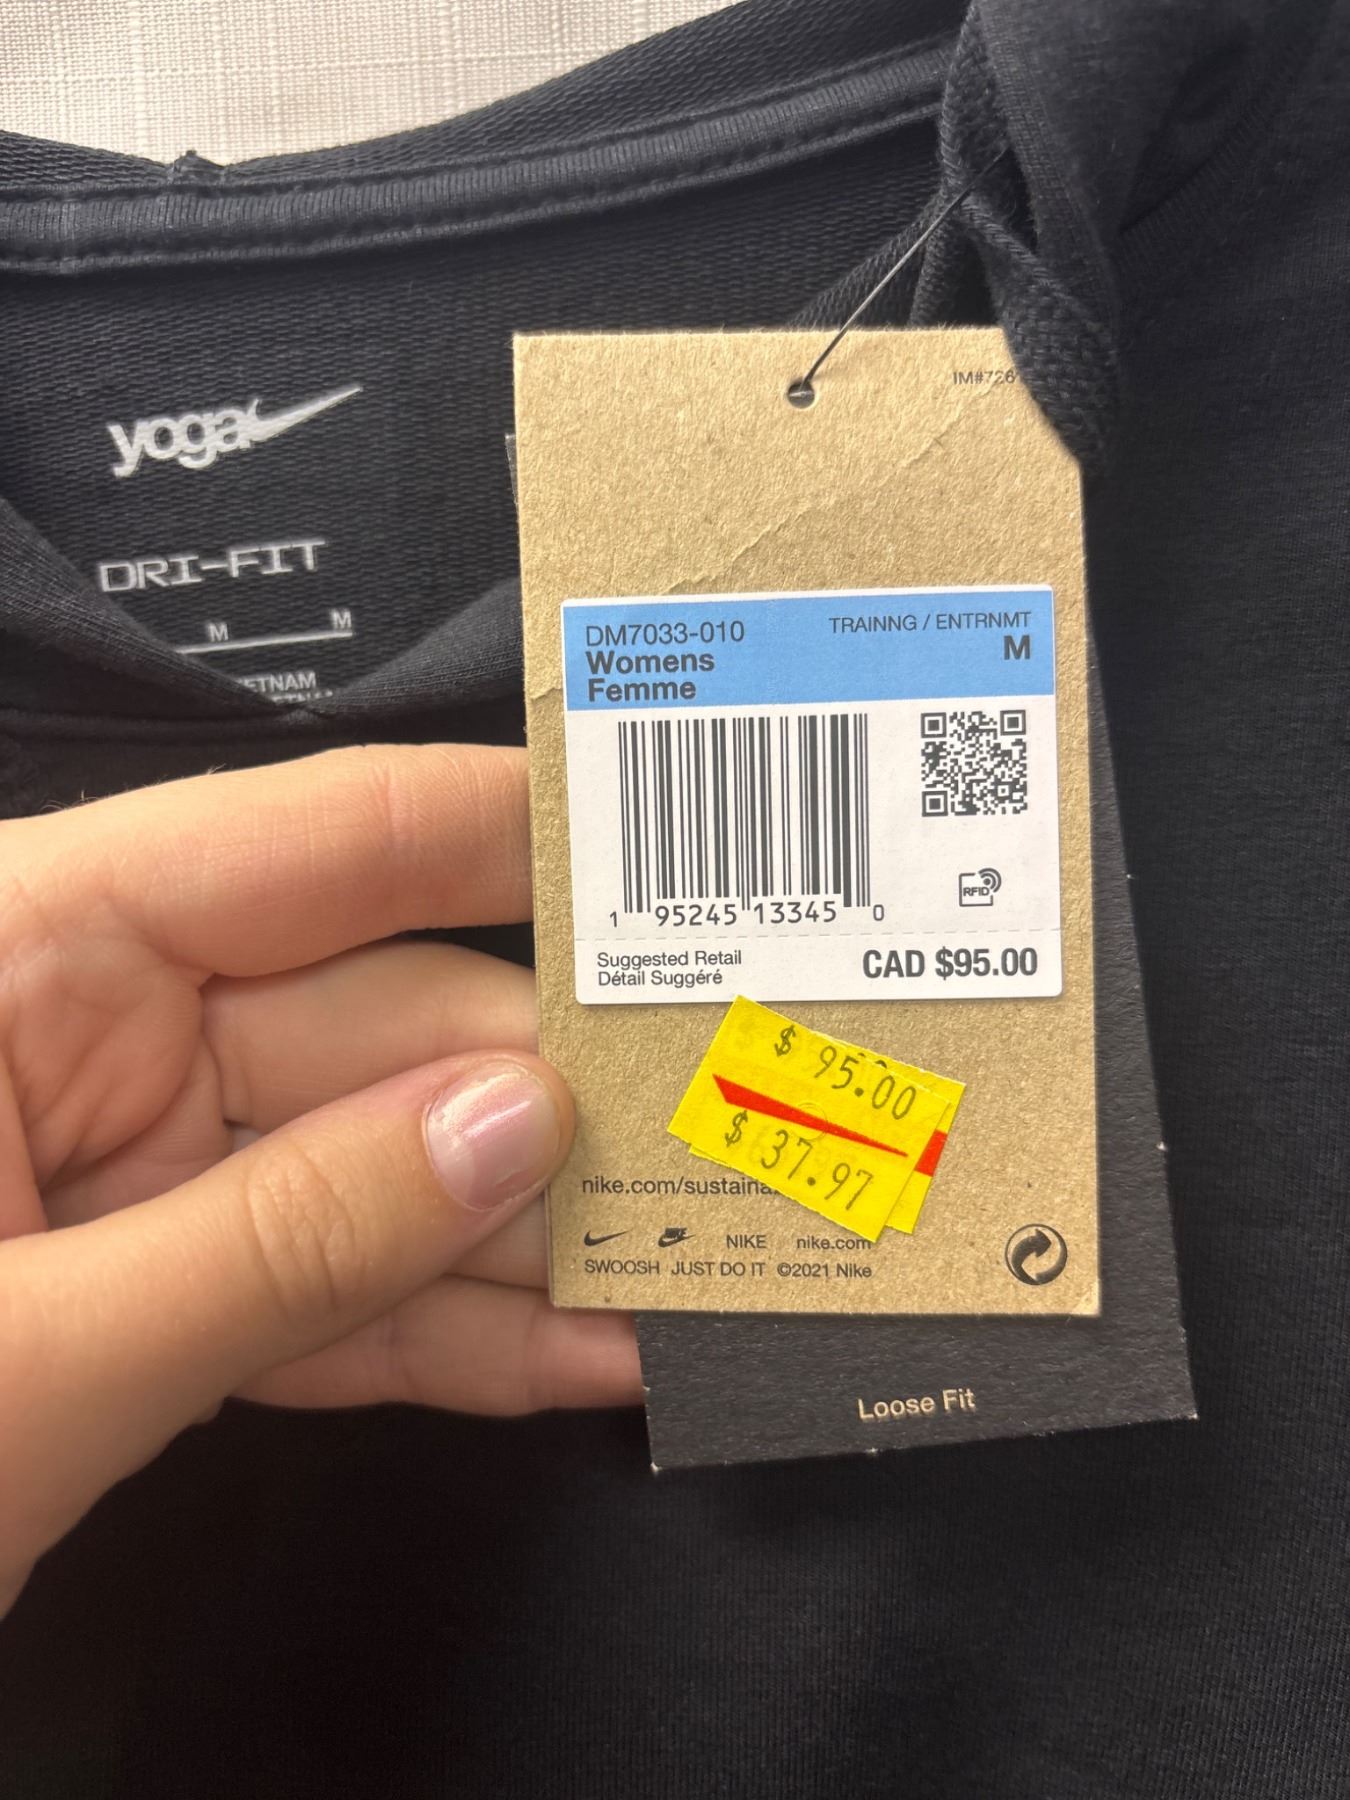 yoga
DRI-FIT
M M
IM#726
DM7033-010 TRAINNG / ENTRNMT
Womens M
Femme
1 95245 13345 0
RFID
Suggested Retail
Détail Suggéré
CAD $95.00
$ 95.00
$ 37.97
nike.com/sustaina
NIKE nike.com
SWOOSH JUST DO IT ©2021 Nike
Loose Fit